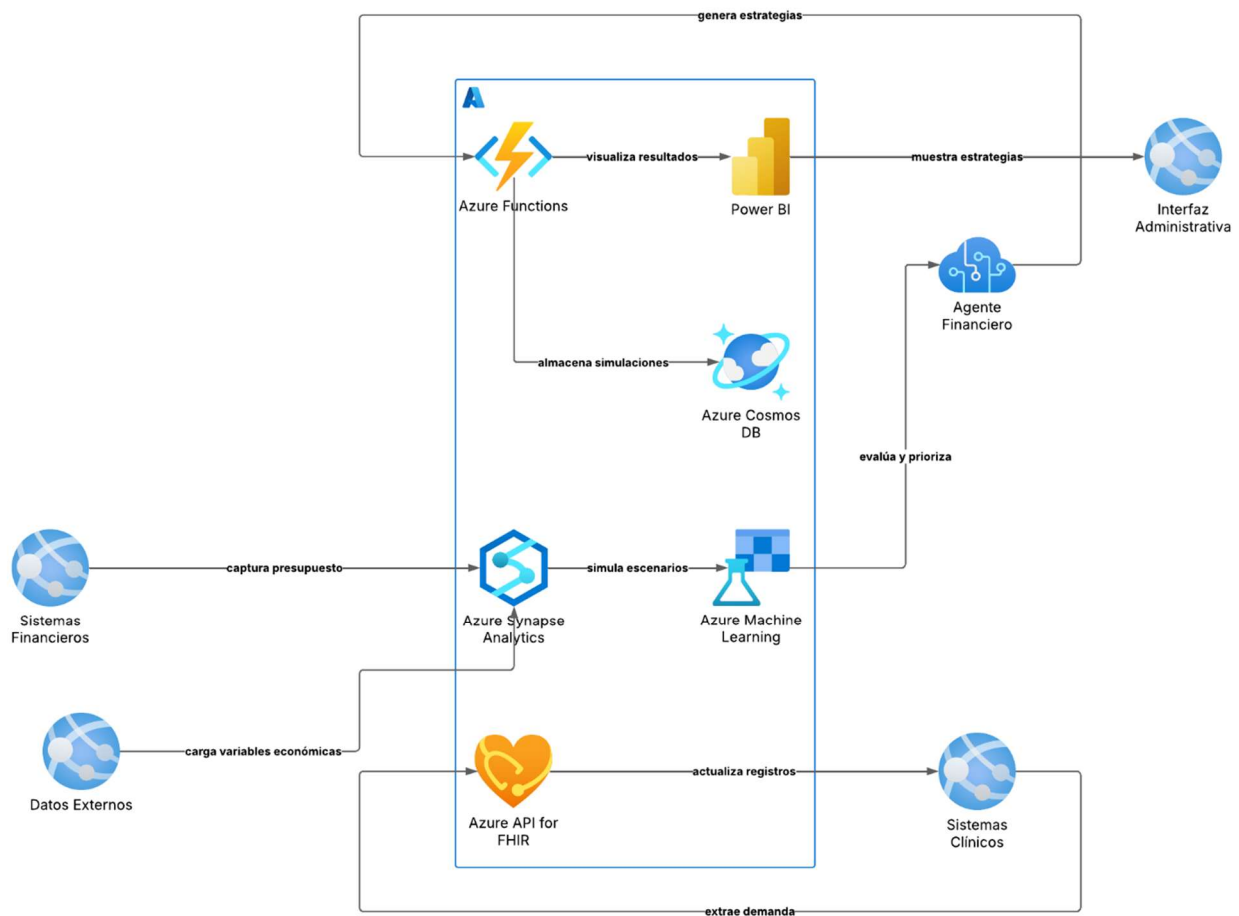 genera estrategias
visualiza resultados
muestra estrategias
Azure Functions
Power BI
Interfaz
Administrativa
Agente
Financiero
almacena simulaciones
Azure Cosmos
DB
evalúa y prioriza
captura presupuesto
simula escenarios
Sistemas
Financieros
Azure Synapse
Analytics
Azure Machine
Learning
carga variables económicas
Datos Externos
actualiza registros
Azure API for
FHIR
Sistemas
Clínicos
extrae demanda